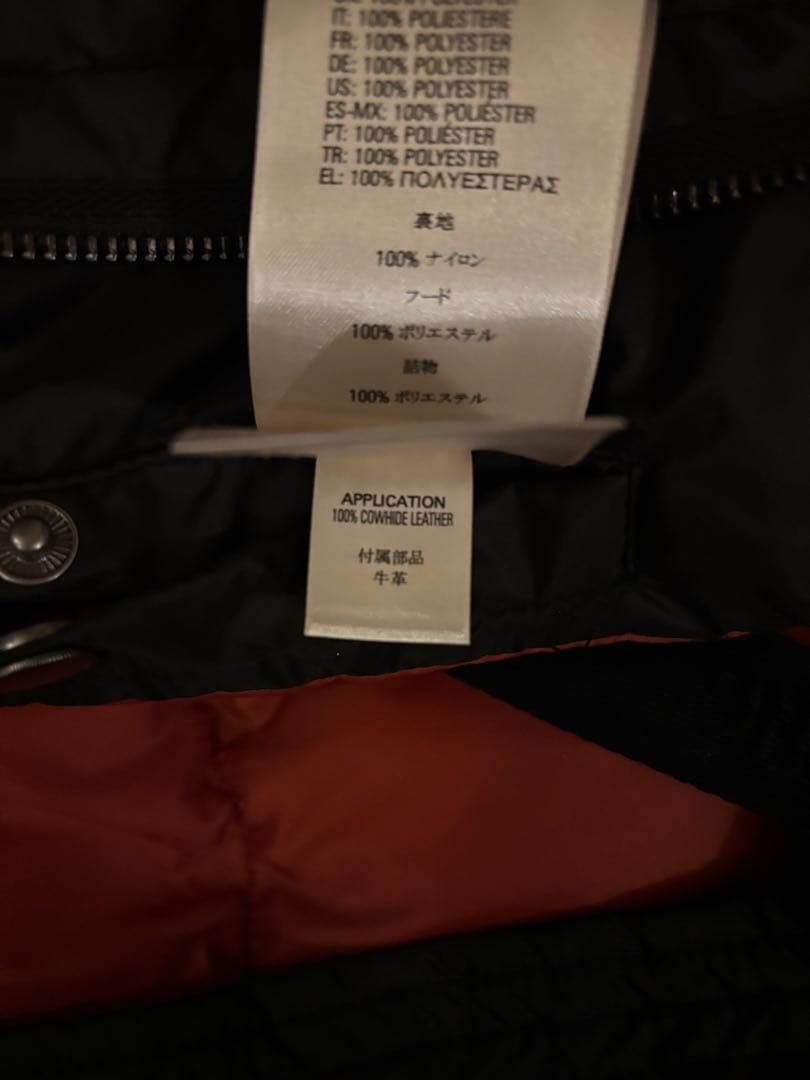 100% POLYESTER
IT: 100% POLIESTERE
FR: 100% POLYESTER
DE: 100% POLYESTER
US: 100% POLYESTER
ES-MX: 100% POLIÉSTER
PT: 100% POLIÉSTER
TR: 100% POLYESTER
EL: 100% ΠΟΛΥΕΣΤΕΡΑΣ
裏地
100% ナイロン
フード
100% ポリエステル
詰物
100% ポリエステル
APPLICATION
100% COWHIDE LEATHER
付属部品
牛革